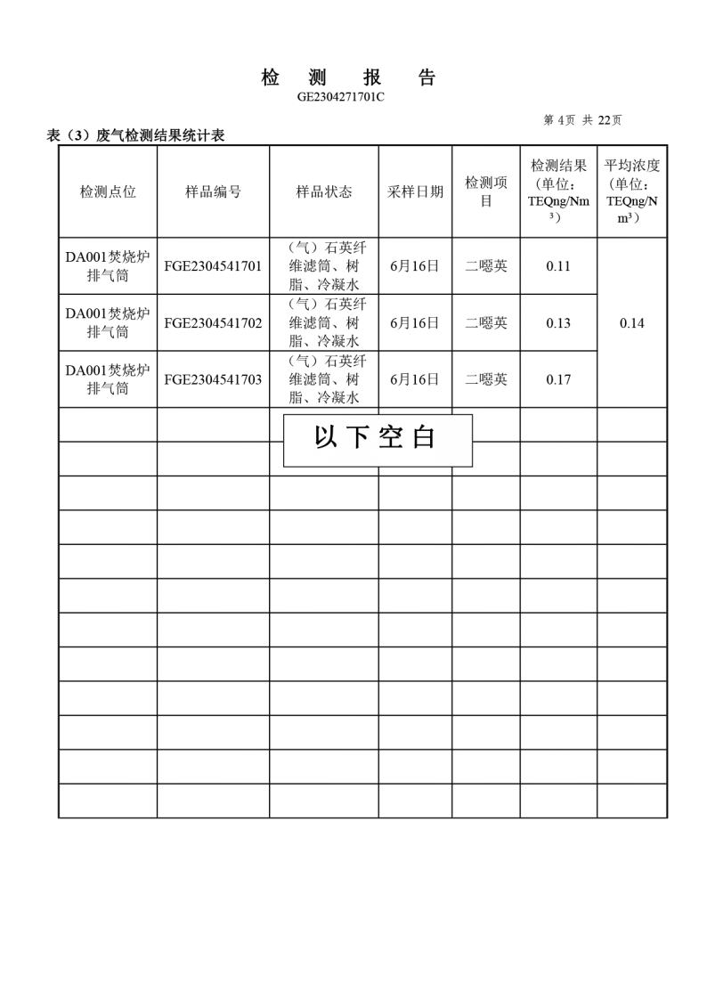 检 测 报 告
GE2304271701C
第 4页 共 22页
表（3）废气检测结果统计表
检测点位 样品编号 样品状态 采样日期 检测项目 检测结果（单位：TEQng/Nm³） 平均浓度（单位：TEQng/Nm³）
DA001焚烧炉排气筒 FGE2304541701 （气）石英纤维滤筒、树脂、冷凝水 6月16日 二噁英 0.11 0.14
DA001焚烧炉排气筒 FGE2304541702 （气）石英纤维滤筒、树脂、冷凝水 6月16日 二噁英 0.13
DA001焚烧炉排气筒 FGE2304541703 （气）石英纤维滤筒、树脂、冷凝水 6月16日 二噁英 0.17
以下空白